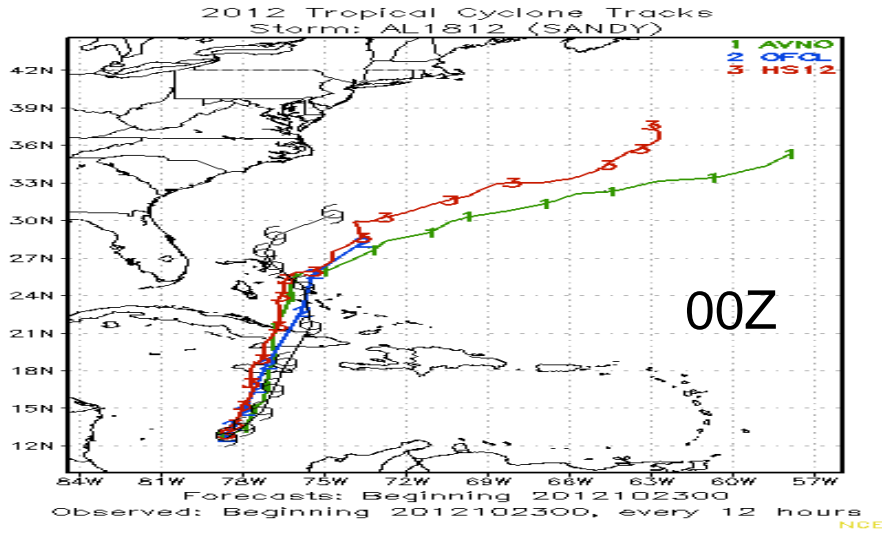 2012 Tropical Cyclone Tracks
Storm: AL1812 (SANDY)
1 AVNO
2 OFCL
3 HS12
42N
39N
36N
33N
30N
27N
24N
21N
18N
15N
12N
00Z
84W 81W 78W 75W 72W 69W 66W 63W 60W 57W
Forecasts: Beginning 2012102300
Observed: Beginning 2012102300, every 12 hours
NCE